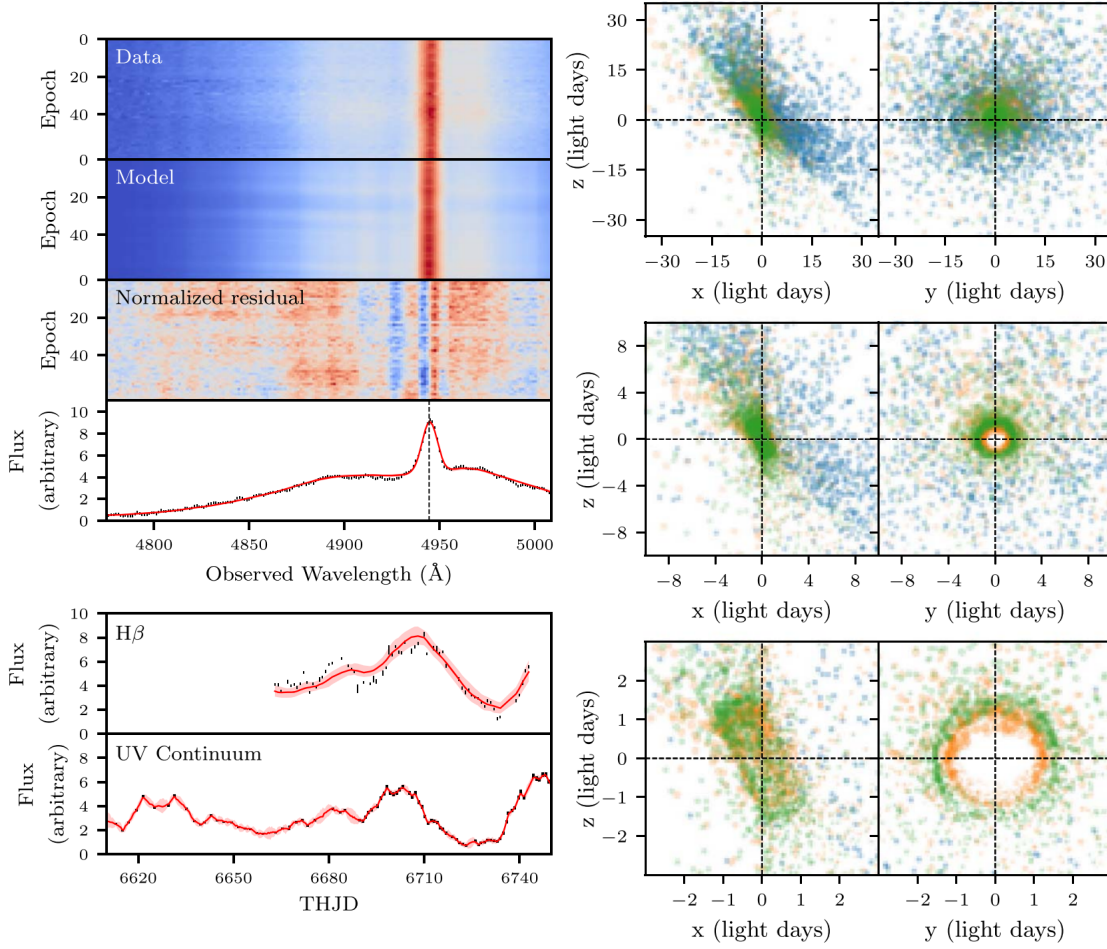 Data
Epoch
0
20
40
0
Model
Epoch
20
40
0
Normalized residual
Epoch
20
40
Flux
(arbitrary)
10
8
6
4
2
0
4800 4850 4900 4950 5000
Observed Wavelength (Å)
Hβ
Flux
(arbitrary)
10
8
6
4
2
0
UV Continuum
Flux
(arbitrary)
8
6
4
2
0
6620 6650 6680 6710 6740
THJD
z (light days)
30
15
0
−15
−30
−30 −15 0 15 30 −30 −15 0 15 30
x (light days) y (light days)
z (light days)
8
4
0
−4
−8
−8 −4 0 4 8 −8 −4 0 4 8
x (light days) y (light days)
z (light days)
2
1
0
−1
−2
−2 −1 0 1 2 −2 −1 0 1 2
x (light days) y (light days)